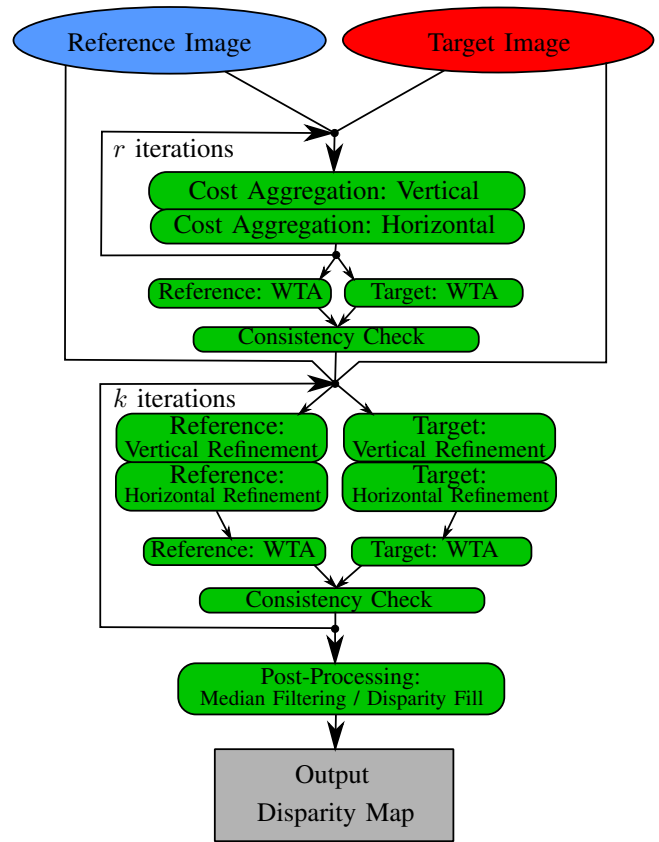 Reference Image
Target Image
r iterations
Cost Aggregation: Vertical
Cost Aggregation: Horizontal
Reference: WTA
Target: WTA
Consistency Check
k iterations
Reference:
Vertical Refinement
Target:
Vertical Refinement
Reference:
Horizontal Refinement
Target:
Horizontal Refinement
Reference: WTA
Target: WTA
Consistency Check
Post-Processing:
Median Filtering / Disparity Fill
Output
Disparity Map